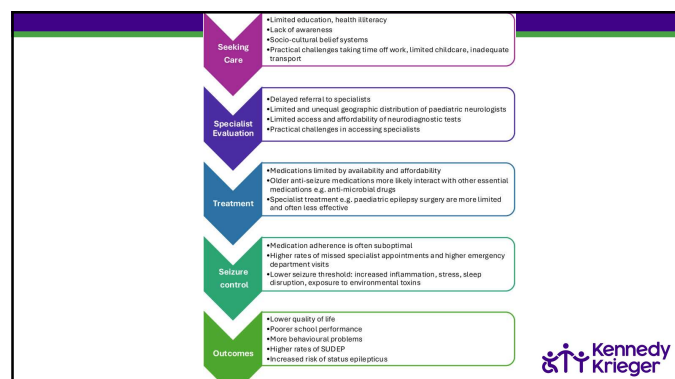 Seeking
Care
•Limited education, health illiteracy
•Lack of awareness
•Socio-cultural belief systems
•Practical challenges taking time off work, limited childcare, inadequate
transport
Specialist
Evaluation
•Delayed referral to specialists
•Limited and unequal geographic distribution of paediatric neurologists
•Limited access and affordability of neurodiagnostic tests
•Practical challenges in accessing specialists
Treatment
•Medications limited by availability and affordability
•Older anti-seizure medications more likely interact with other essential
medications e.g. anti-microbial drugs
•Specialist treatment e.g. paediatric epilepsy surgery are more limited
and often less effective
Seizure
control
•Medication adherence is often suboptimal
•Higher rates of missed specialist appointments and higher emergency
department visits
•Lower seizure threshold: increased inflammation, stress, sleep
disruption, exposure to environmental toxins
Outcomes
•Lower quality of life
•Poorer school performance
•More behavioural problems
•Higher rates of SUDEP
•Increased risk of status epilepticus
Kennedy
Krieger